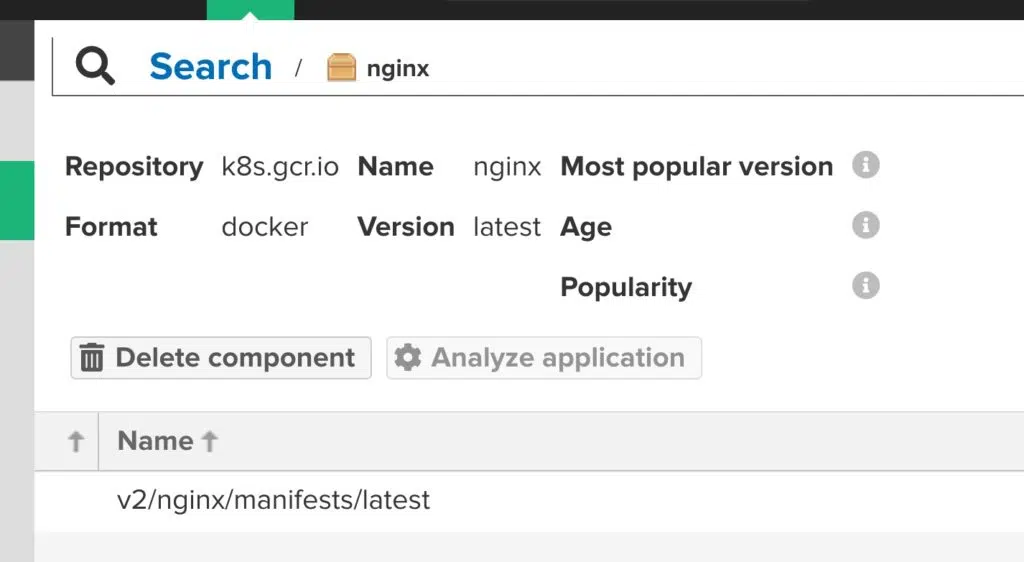 Search / nginx
Repository k8s.gcr.io Name nginx Most popular version
Format docker Version latest Age
Popularity
Delete component Analyze application
Name
v2/nginx/manifests/latest